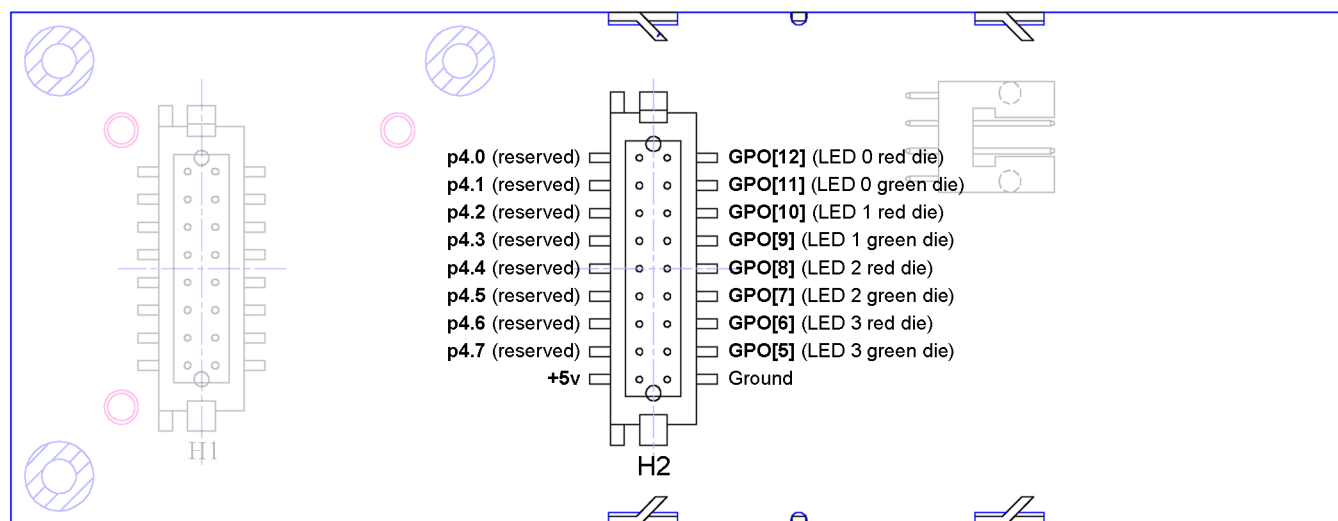 p4.0 (reserved) GPO[12] (LED 0 red die)
p4.1 (reserved) GPO[11] (LED 0 green die)
p4.2 (reserved) GPO[10] (LED 1 red die)
p4.3 (reserved) GPO[9] (LED 1 green die)
p4.4 (reserved) GPO[8] (LED 2 red die)
p4.5 (reserved) GPO[7] (LED 2 green die)
p4.6 (reserved) GPO[6] (LED 3 red die)
p4.7 (reserved) GPO[5] (LED 3 green die)
+5v Ground
H1
H2